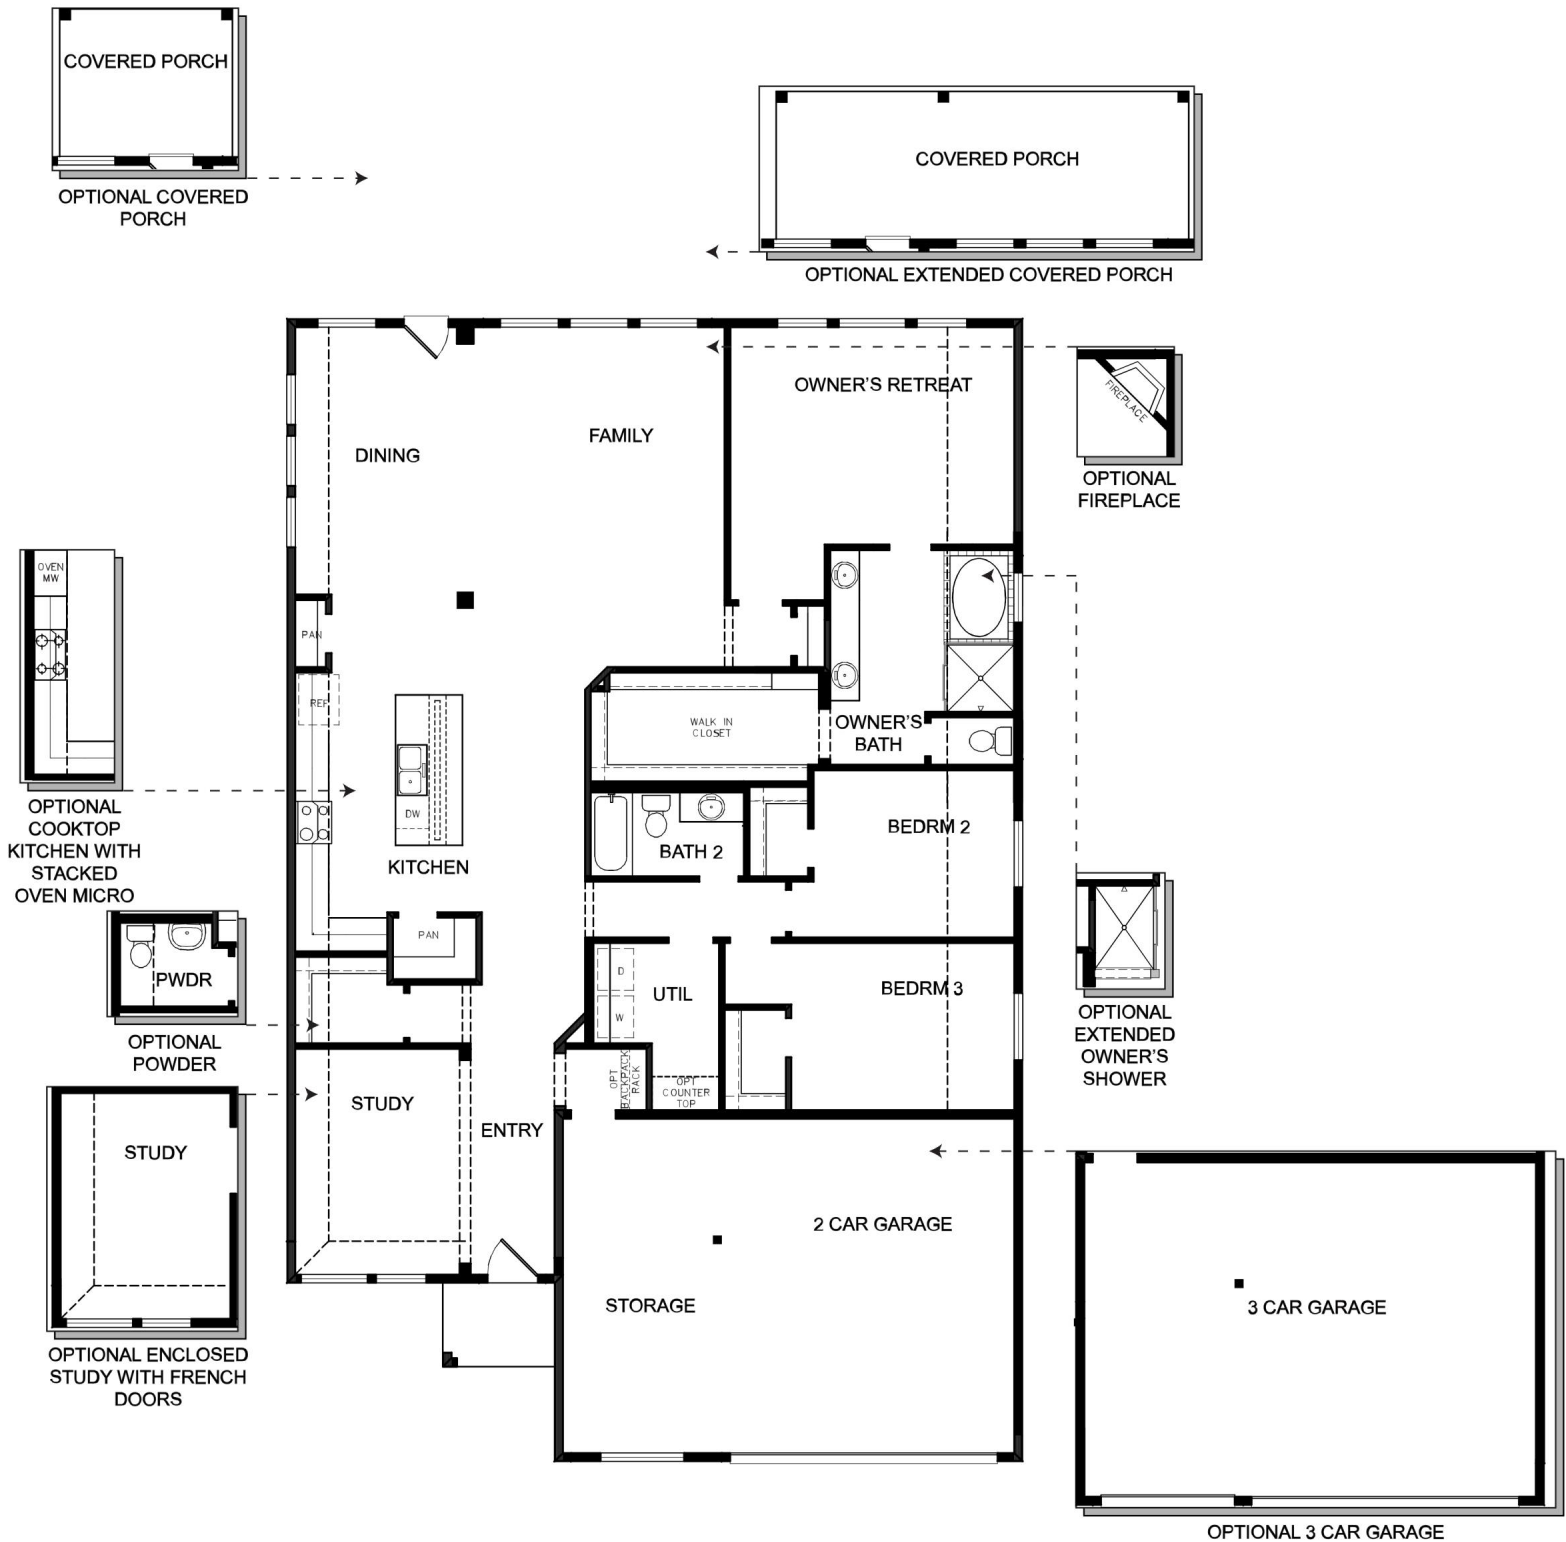 COVERED PORCH
OPTIONAL COVERED
PORCH
COVERED PORCH
OPTIONAL EXTENDED COVERED PORCH
OWNER'S RETREAT
FAMILY
DINING
FIREPLACE
OPTIONAL
FIREPLACE
OVEN
MW
OPTIONAL
COOKTOP
KITCHEN WITH
STACKED
OVEN MICRO
PAN
REF
DW
KITCHEN
WALK IN
CLOSET
OWNER'S
BATH
BATH 2
BEDRM 2
PAN
PWDR
OPTIONAL
POWDER
D
W
UTIL
BEDRM 3
OPTIONAL
EXTENDED
OWNER'S
SHOWER
OPT
BACKPACK
RACK
OPT
COUNTER
TOP
STUDY
ENTRY
STUDY
OPTIONAL ENCLOSED
STUDY WITH FRENCH
DOORS
2 CAR GARAGE
STORAGE
3 CAR GARAGE
OPTIONAL 3 CAR GARAGE